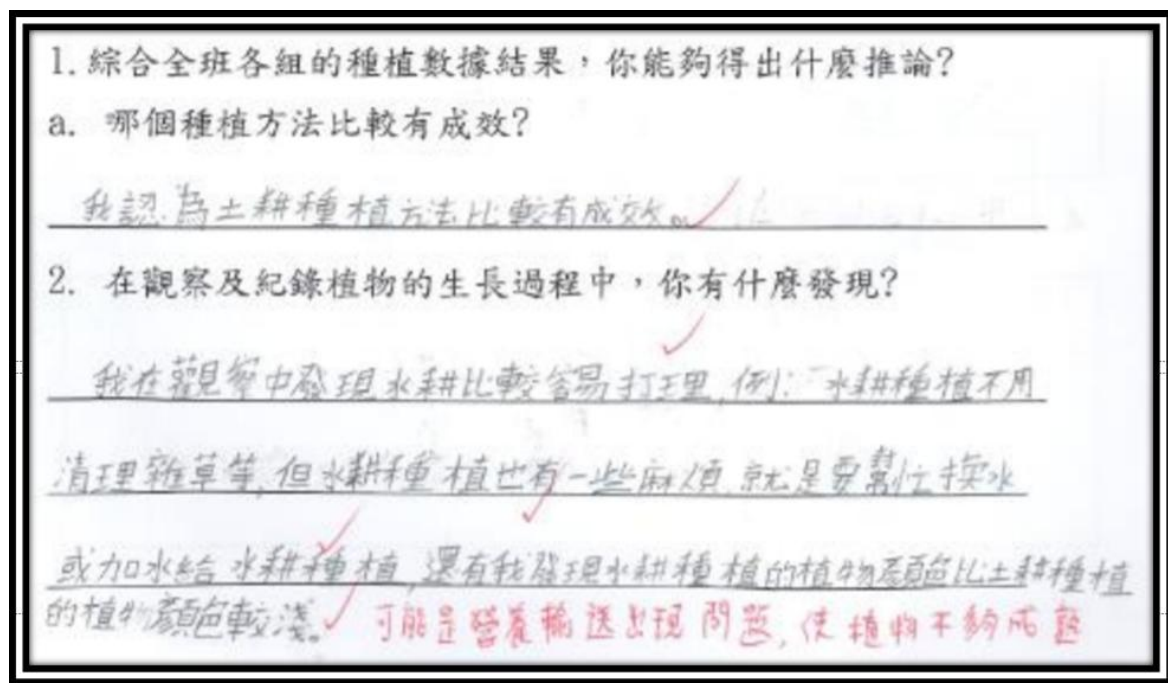 1. 綜合全班各組的種植數據結果，你能夠得出什麼推論?
a. 哪個種植方法比較有成效?
我認為土耕種植方法比較有成效。
2. 在觀察及紀錄植物的生長過程中，你有什麼發現?
我在觀察中發現水耕比較容易打理,例:水耕種植不用
清理雜草等,但水耕種植也有一些麻煩,就是要幫忙換水
或加水給水耕種植,還有我發現水耕種植的植物顏色比土耕種植
的植物顏色較淺。 可能是營養輸送出現問題,使植物不夠成熟